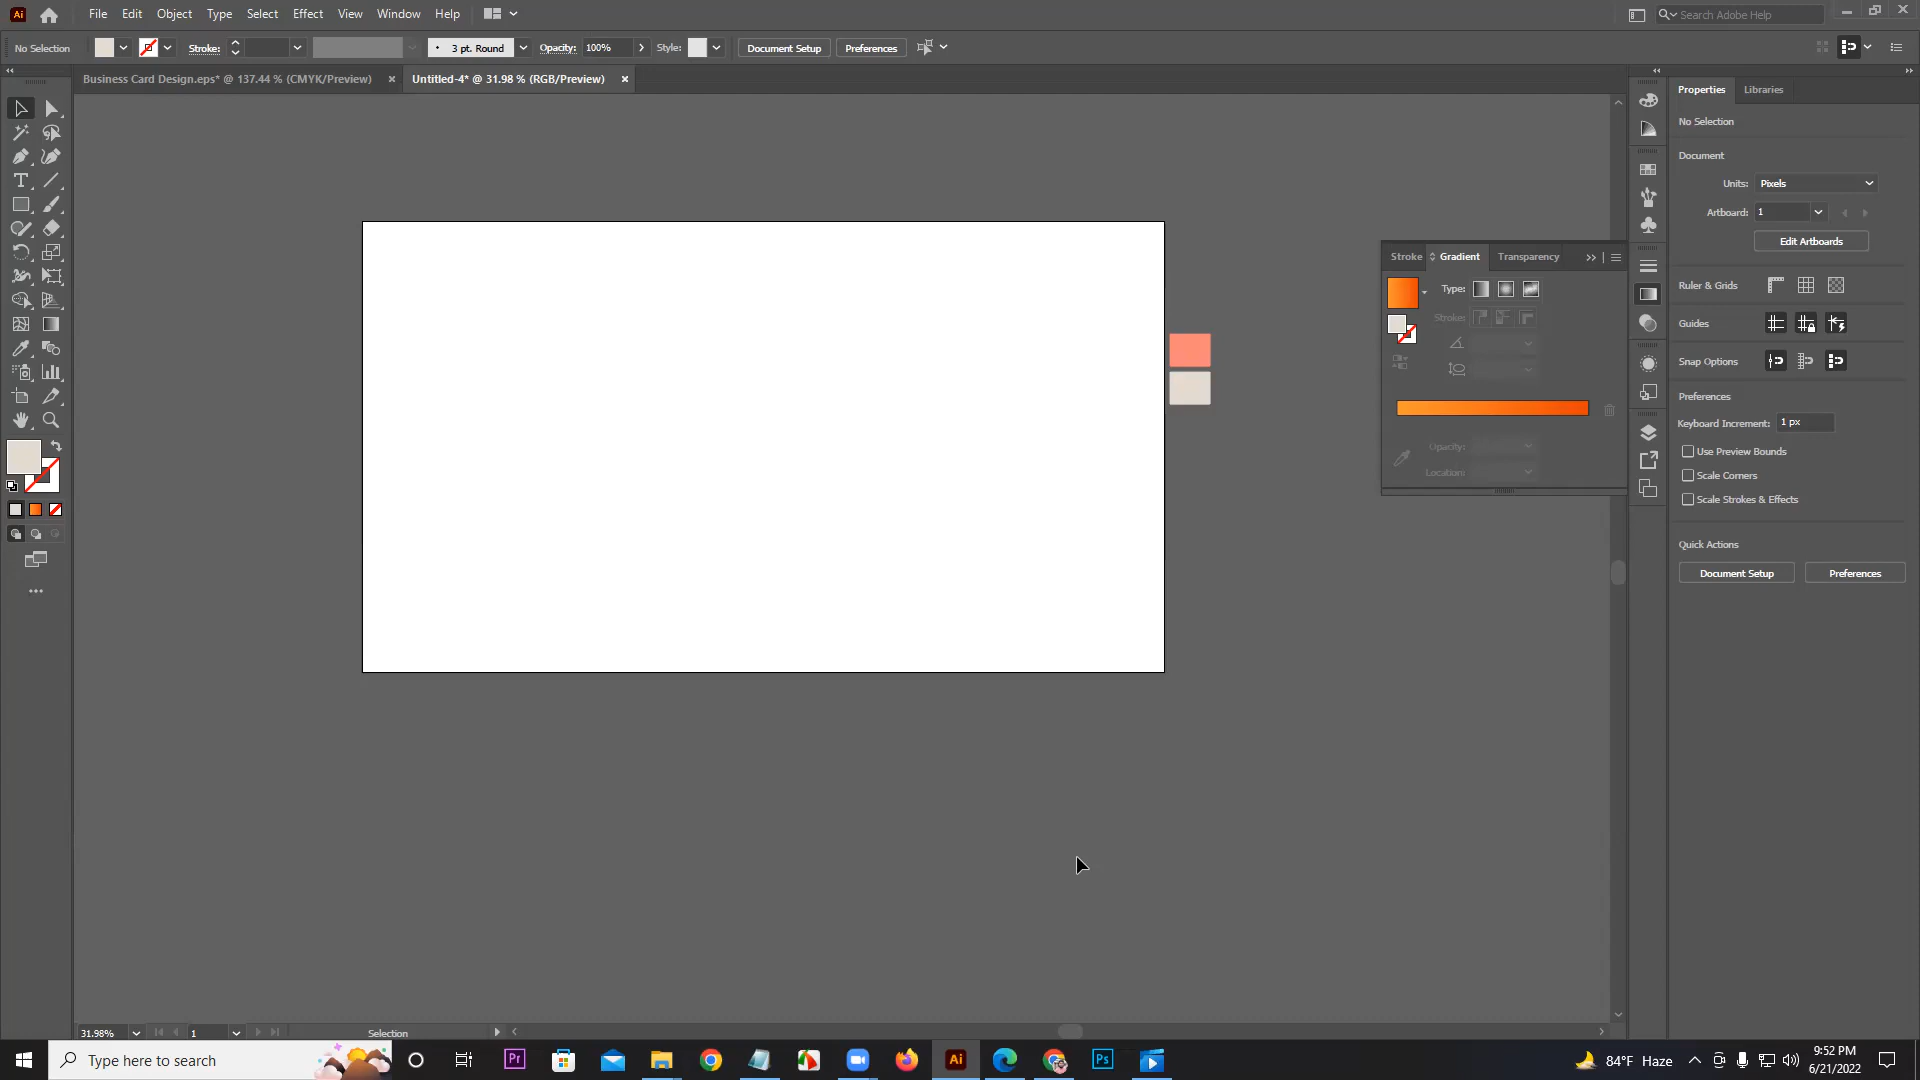 Ai File Edit Object Type Select Effect View Window Help Search Adobe Help
No Selection Stroke: 3 pt. Round Opacity: 100% Style: Document Setup Preferences
Business Card Design.eps* @ 137.44 % (CMYK/Preview) × Untitled-4* @ 31.98 % (RGB/Preview) ×
Properties Libraries
No Selection
Document
Units: Pixels
Artboard: 1
Edit Artboards
Stroke Gradient Transparency
Type:
Stroke:
Opacity:
Location:
Ruler & Grids
Guides
Snap Options
Preferences
Keyboard Increment: 1 px
Use Preview Bounds
Scale Corners
Scale Strokes & Effects
Quick Actions
Document Setup Preferences
31.98% 1 Selection
Type here to search Pr Ai Ps 84°F Haze 9:52 PM
6/21/2022